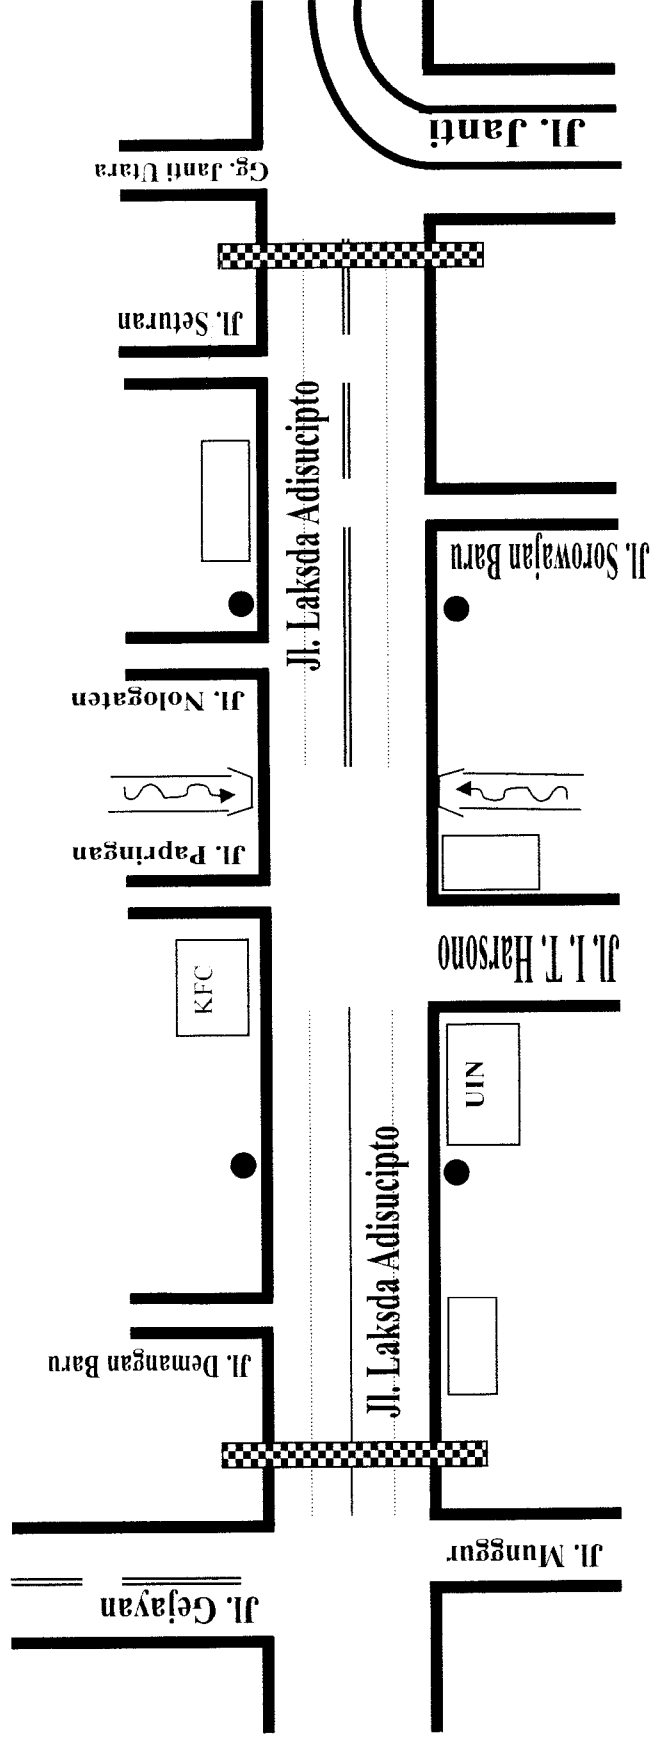 Jl. Janti
Gg. Janti Utara
Jl. Seturan
Jl. Laksda Adisucipto
Jl. Sorowajan Baru
Jl. Nologaten
Jl. Papringan
Jl. I. T. Harsono
KFC
UIN
Jl. Laksda Adisucipto
Jl. Demangan Baru
Jl. Munggur
Jl. Gejayan